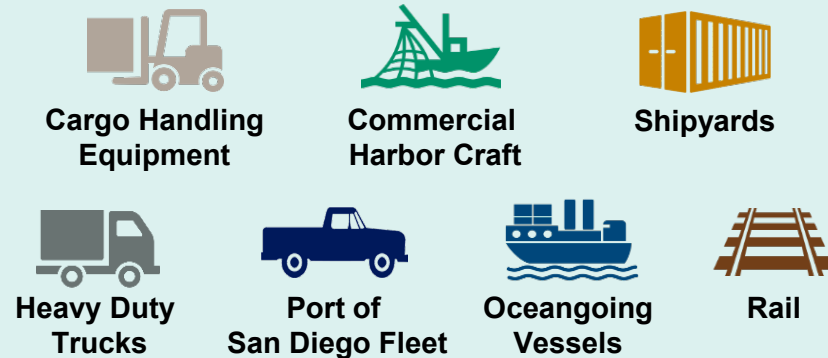 Cargo Handling
Equipment
Commercial
Harbor Craft
Shipyards
Heavy Duty
Trucks
Port of
San Diego Fleet
Oceangoing
Vessels
Rail